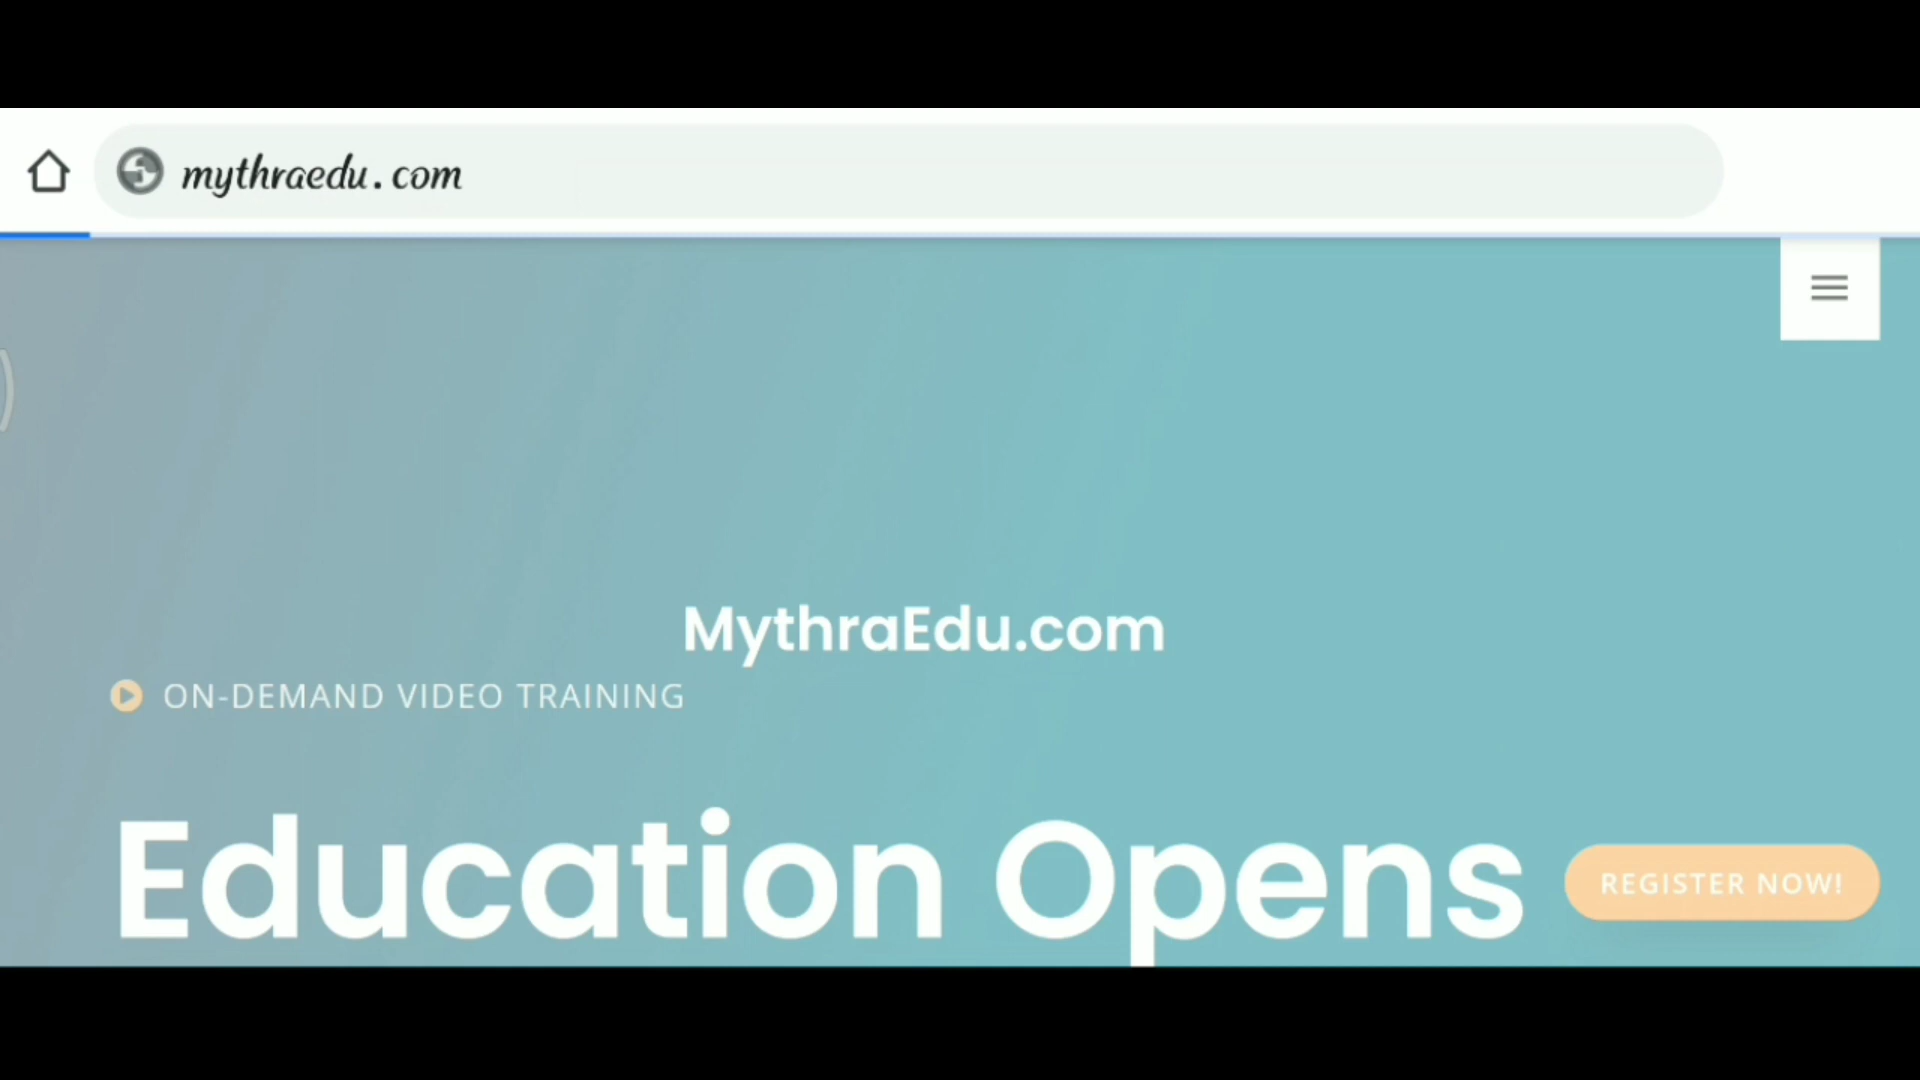 mythraedu.com
MythraEdu.com
ON-DEMAND VIDEO TRAINING
Education Opens
REGISTER NOW!